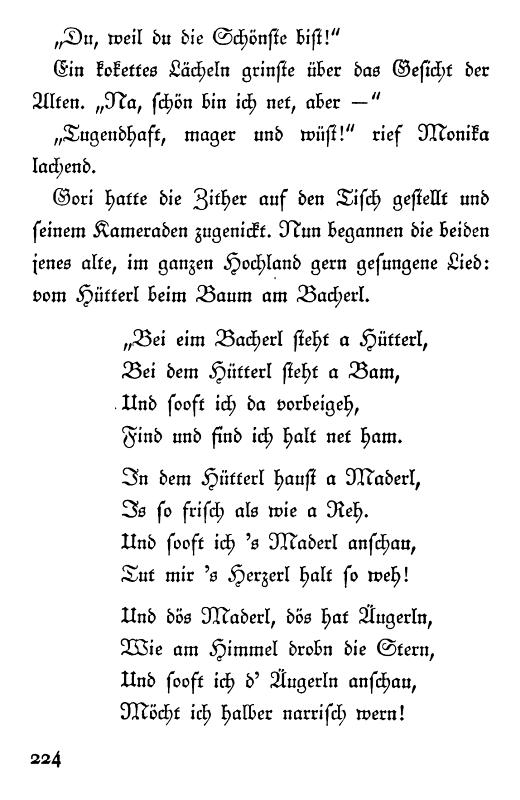 „Du, weil du die Schönste bist!“
Ein kokettes Lächeln grinste über das Gesicht der
Alten. „Na, schön bin ich net, aber —“
„Tugendhaft, mager und wüst!“ rief Monika
lachend.
Gori hatte die Zither auf den Tisch gestellt und
seinem Kameraden zugenickt. Nun begannen die beiden
jenes alte, im ganzen Hochland gern gesungene Lied:
vom Hütterl beim Baum am Bacherl.
„Bei eim Bacherl steht a Hütterl,
Bei dem Hütterl steht a Bam,
Und sooft ich da vorbeigeh,
Find und find ich halt net ham.
In dem Hütterl haust a Maderl,
Is so frisch als wie a Reh.
Und sooft ich 's Maderl anschau,
Tut mir 's Herzerl halt so weh!
Und dös Maderl, dös hat Äugerln,
Wie am Himmel drobn die Stern,
Und sooft ich d' Äugerln anschau,
Möcht ich halber narrisch wern!
224